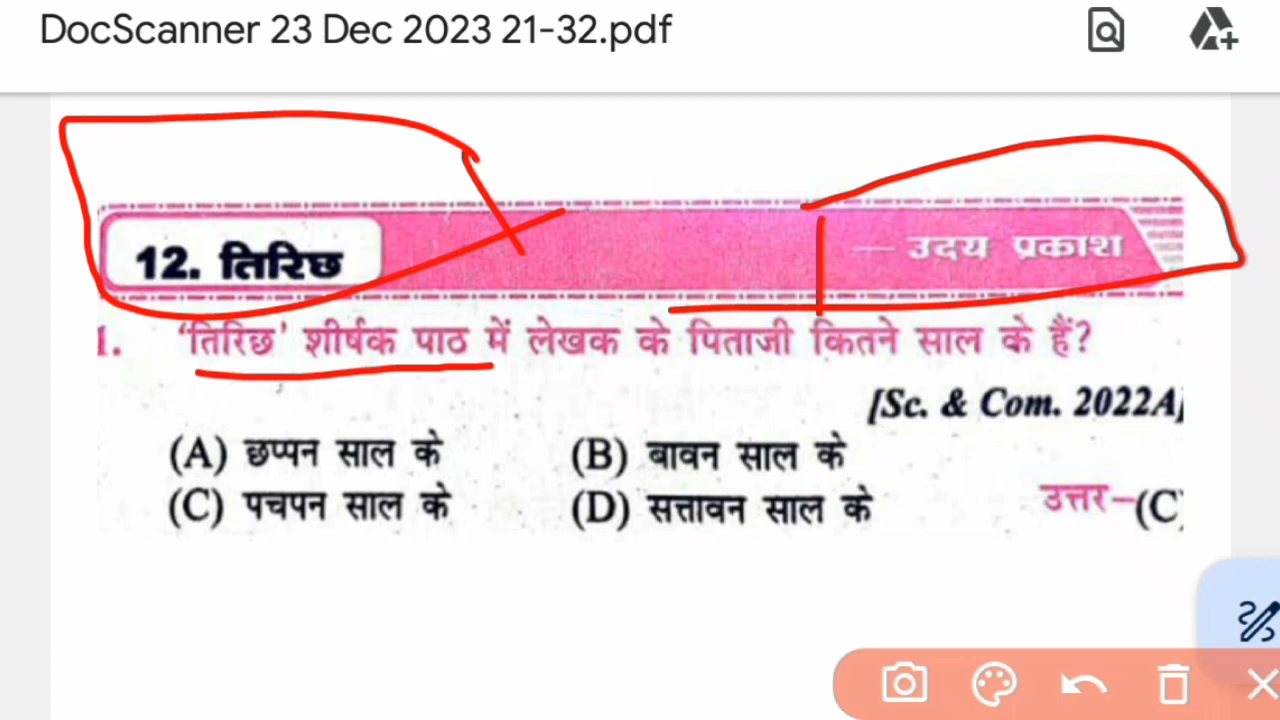 DocScanner 23 Dec 2023 21-32.pdf
12. तिरिछ — उदय प्रकाश
1. 'तिरिछ' शीर्षक पाठ में लेखक के पिताजी कितने साल के हैं?
[Sc. & Com. 2022A]
(A) छप्पन साल के (B) बावन साल के
(C) पचपन साल के (D) सत्तावन साल के उत्तर–(C)